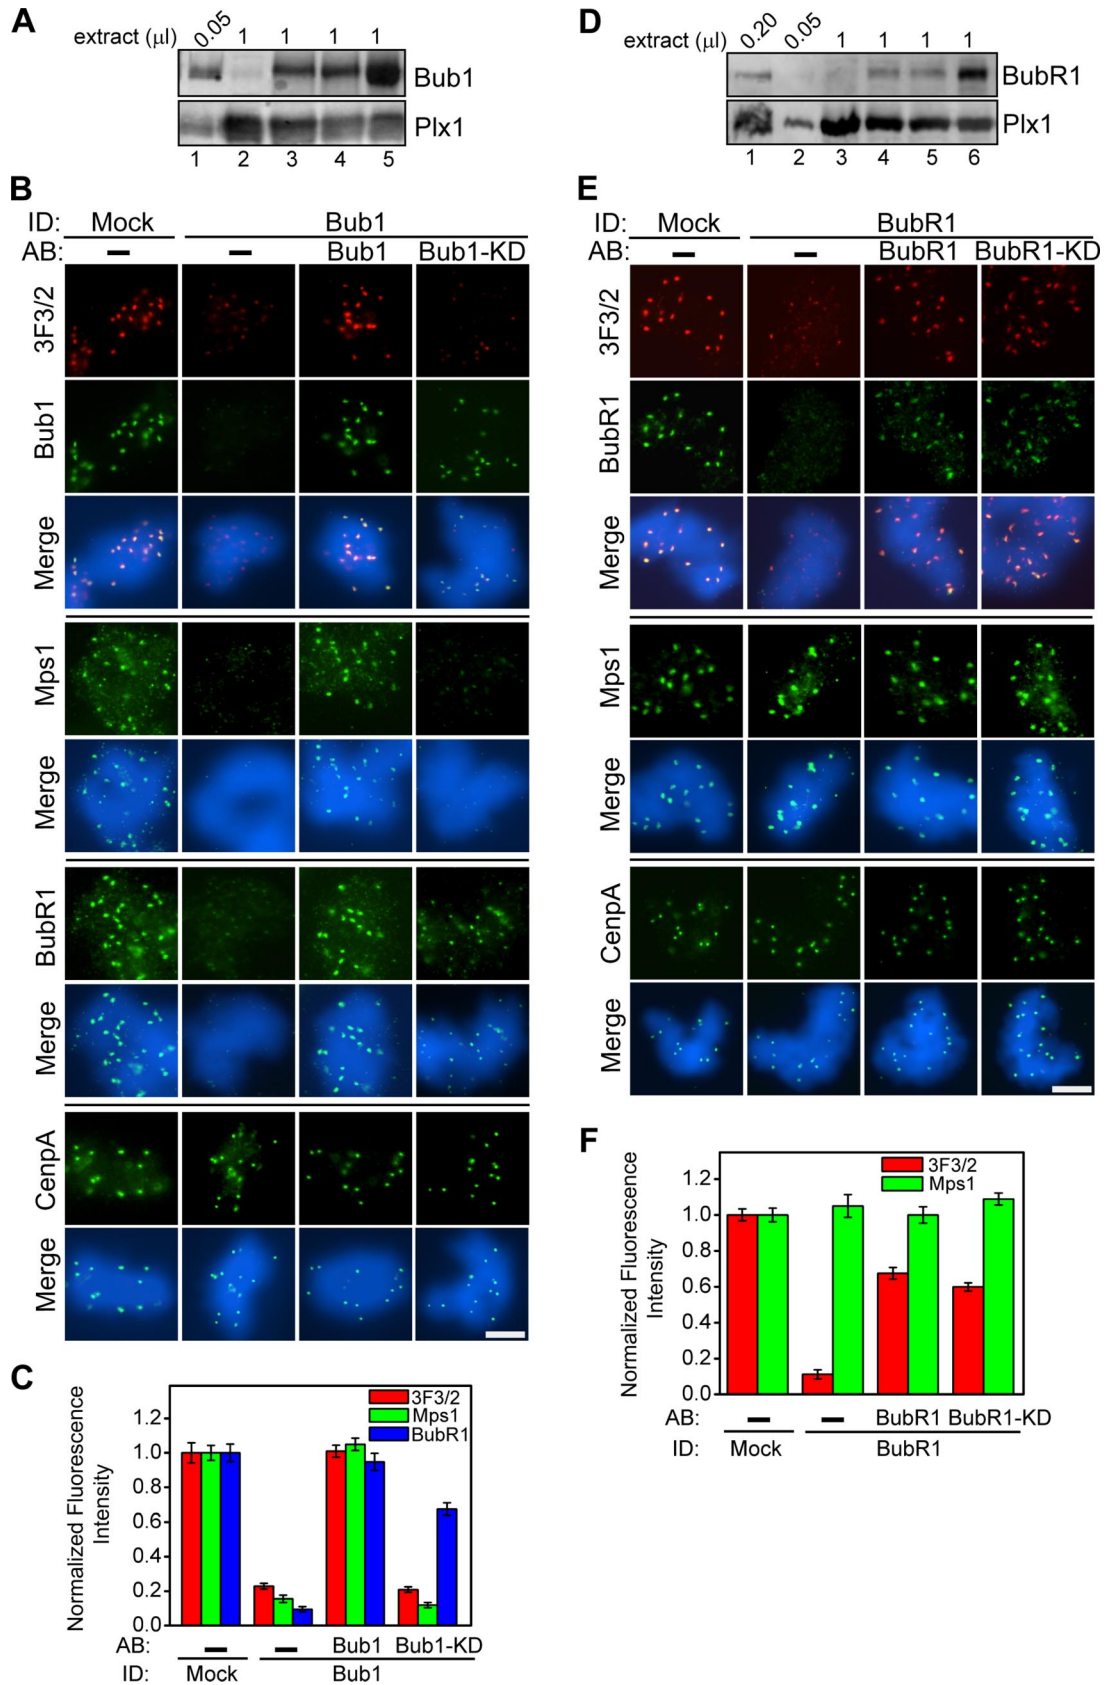 A
extract (µl) 0.05 1 1 1 1
Bub1
Plx1
1 2 3 4 5
B
ID: Mock Bub1
AB: – – Bub1 Bub1-KD
3F3/2
Bub1
Merge
Mps1
Merge
BubR1
Merge
CenpA
Merge
C
Normalized Fluorescence
Intensity
3F3/2
Mps1
BubR1
1.2
1.0
0.8
0.6
0.4
0.2
0.0
AB: – – Bub1 Bub1-KD
ID: Mock Bub1
D
extract (µl) 0.20 0.05 1 1 1 1
BubR1
Plx1
1 2 3 4 5 6
E
ID: Mock BubR1
AB: – – BubR1 BubR1-KD
3F3/2
BubR1
Merge
Mps1
Merge
CenpA
Merge
F
Normalized Fluorescence
Intensity
3F3/2
Mps1
1.2
1.0
0.8
0.6
0.4
0.2
0.0
AB: – – BubR1 BubR1-KD
ID: Mock BubR1